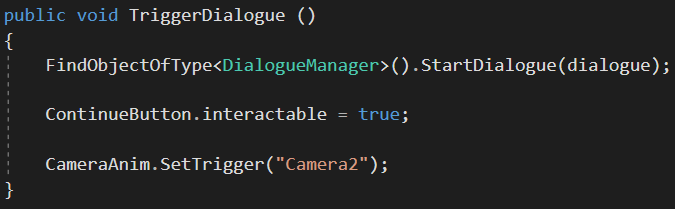 public void TriggerDialogue ()
{
FindObjectOfType<DialogueManager>().StartDialogue(dialogue);
ContinueButton.interactable = true;
CameraAnim.SetTrigger("Camera2");
}